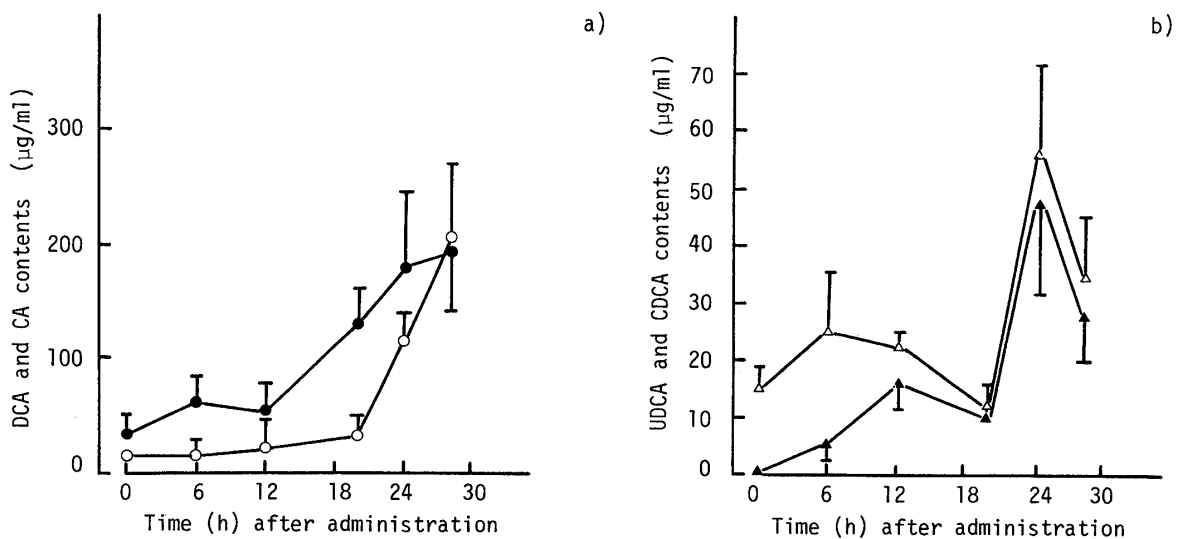 a)
DCA and CA contents (µg/ml)
300
200
100
0
0 6 12 18 24 30
Time (h) after administration
b)
UDCA and CDCA contents (µg/ml)
70
60
50
40
30
20
10
0
0 6 12 18 24 30
Time (h) after administration